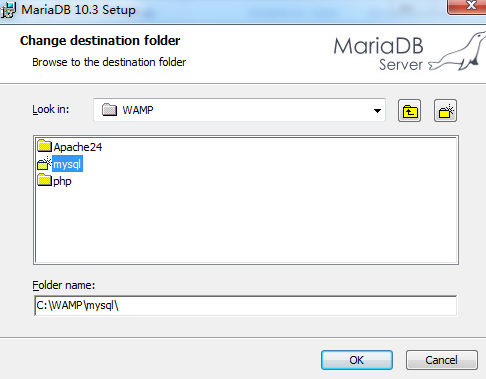 MariaDB 10.3 Setup
Change destination folder
Browse to the destination folder
MariaDB
Server
Look in:
WAMP
Apache24
mysql
php
Folder name:
C:\WAMP\mysql\
OK
Cancel